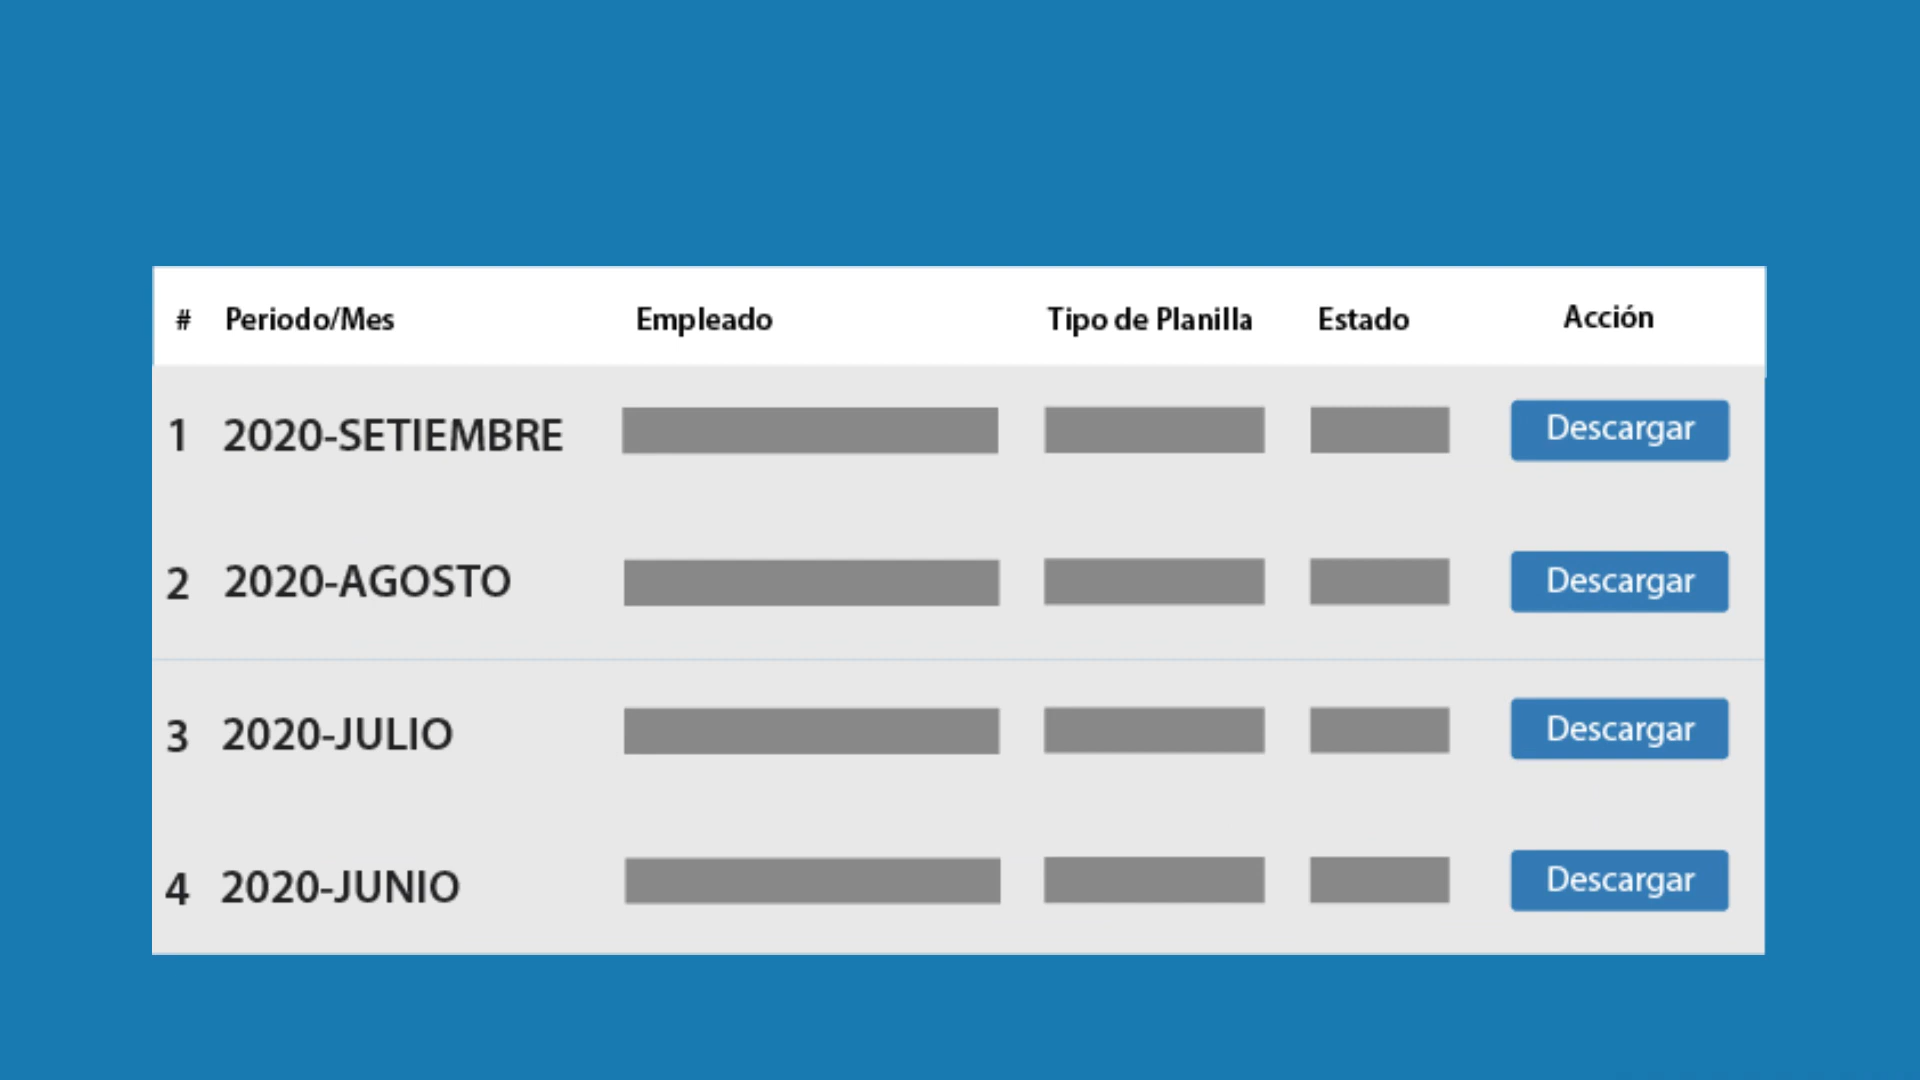 # Periodo/Mes Empleado Tipo de Planilla Estado Acción
1 2020-SETIEMBRE Descargar
2 2020-AGOSTO Descargar
3 2020-JULIO Descargar
4 2020-JUNIO Descargar